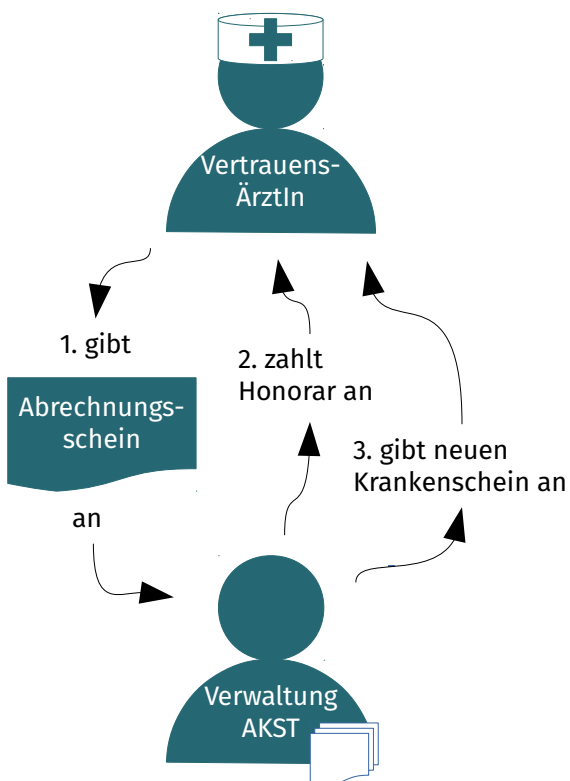 Vertrauens-
ÄrztIn
1. gibt
Abrechnungs-
schein
an
2. zahlt
Honorar an
3. gibt neuen
Krankenschein an
Verwaltung
AKST